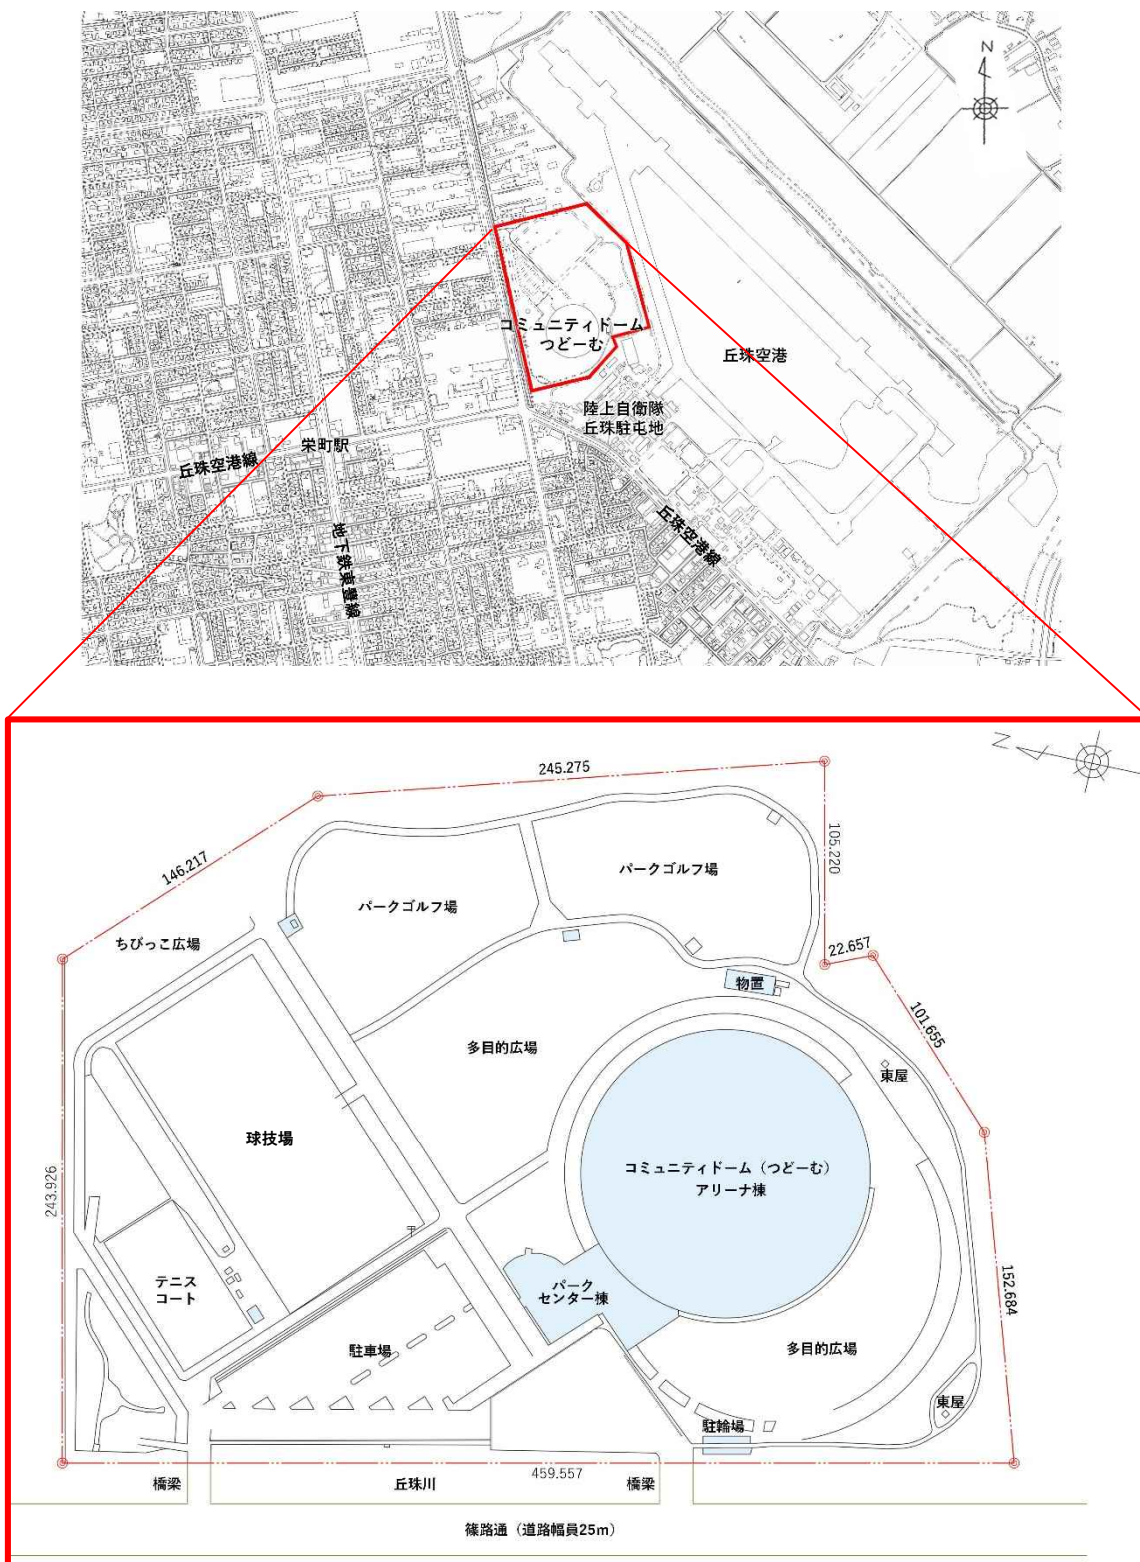 N
コミュニティドーム
つどーむ
丘珠空港
陸上自衛隊
丘珠駐屯地
栄町駅
丘珠空港線
丘珠空港線
地下鉄東豊線
N
245.275
146.217
105.220
パークゴルフ場
パークゴルフ場
ちびっこ広場
22.657
物置
101.655
多目的広場
東屋
球技場
コミュニティドーム（つどーむ）
アリーナ棟
243.926
テニス
コート
パーク
センター棟
152.684
駐車場
多目的広場
東屋
駐輪場
459.557
橋梁
丘珠川
橋梁
篠路通（道路幅員25m）